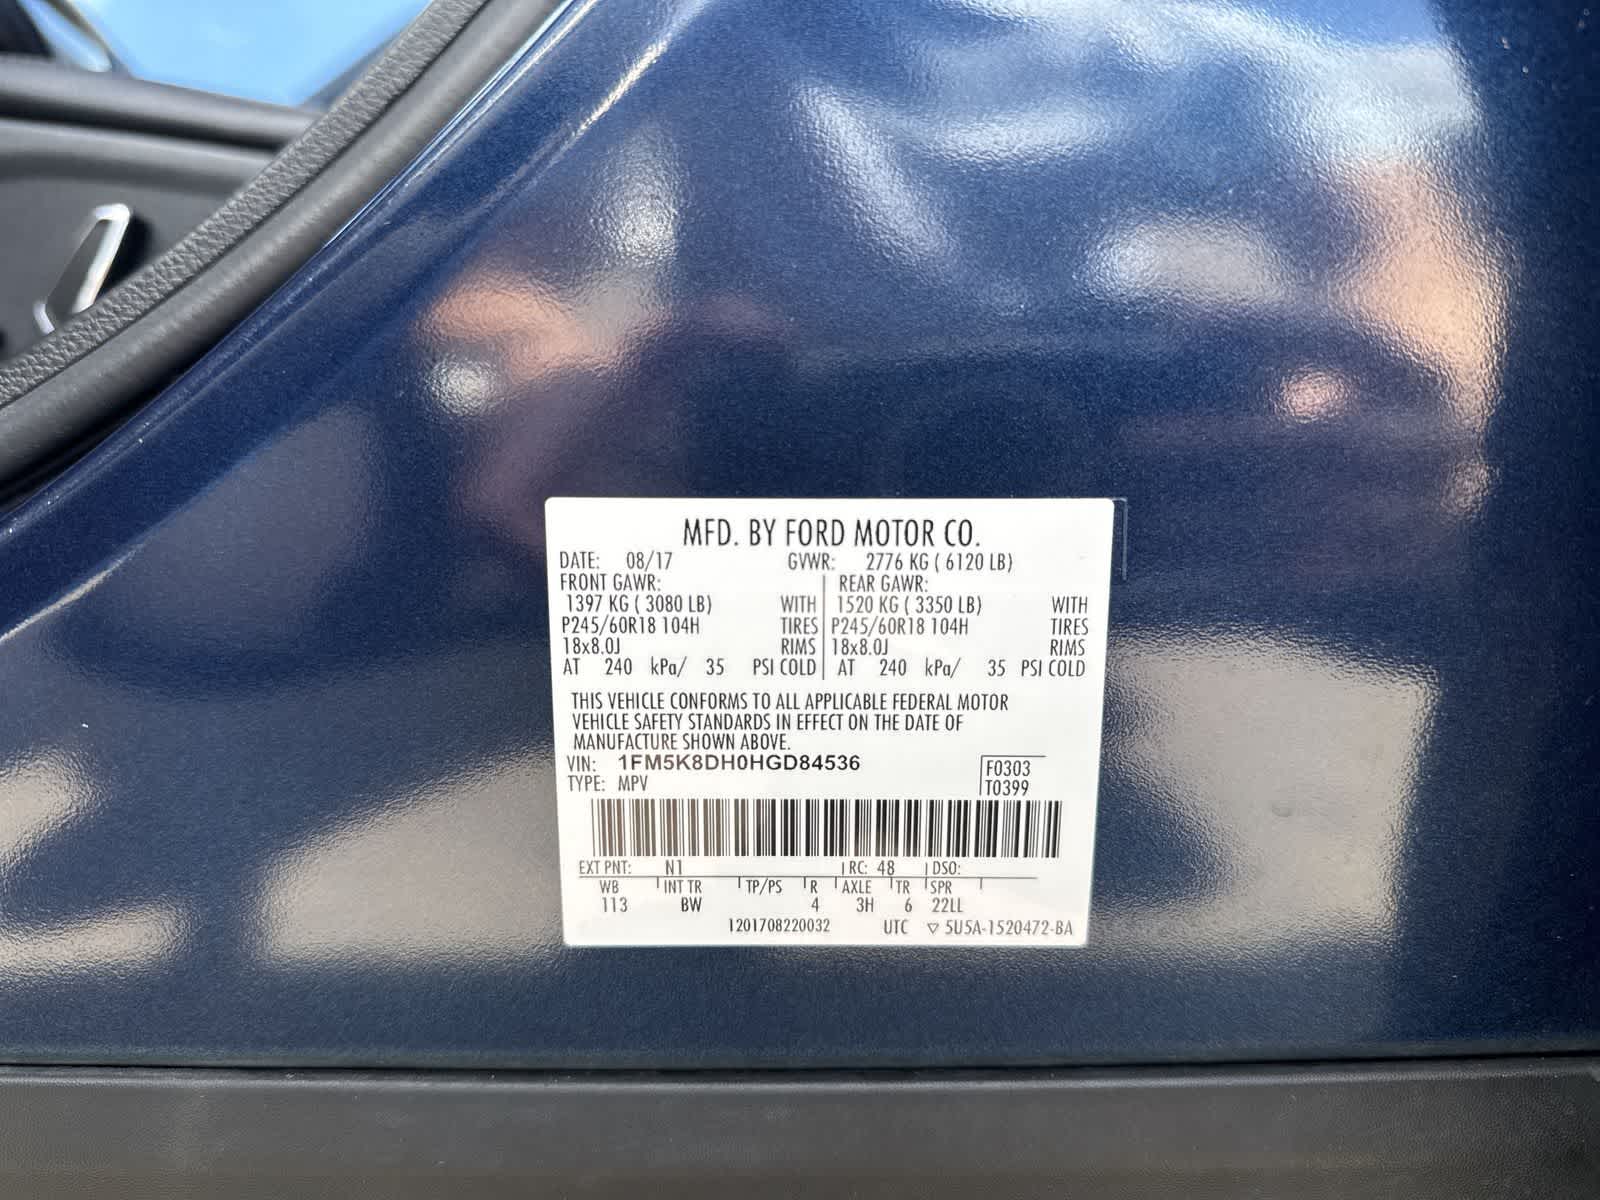 MFD. BY FORD MOTOR CO.
DATE: 08/17 GVWR: 2776 KG ( 6120 LB)
FRONT GAWR: REAR GAWR:
1397 KG ( 3080 LB) WITH 1520 KG ( 3350 LB) WITH
P245/60R18 104H TIRES P245/60R18 104H TIRES
18x8.0J RIMS 18x8.0J RIMS
AT 240 kPa/ 35 PSI COLD AT 240 kPa/ 35 PSI COLD
THIS VEHICLE CONFORMS TO ALL APPLICABLE FEDERAL MOTOR
VEHICLE SAFETY STANDARDS IN EFFECT ON THE DATE OF
MANUFACTURE SHOWN ABOVE.
VIN: 1FM5K8DH0HGD84536 F0303
TYPE: MPV T0399
EXT PNT: N1 RC: 48 DSO:
WB INT TR TP/PS R AXLE TR SPR
113 BW 4 3H 6 22LL
1201708220032 UTC ▽ 5U5A-1520472-BA